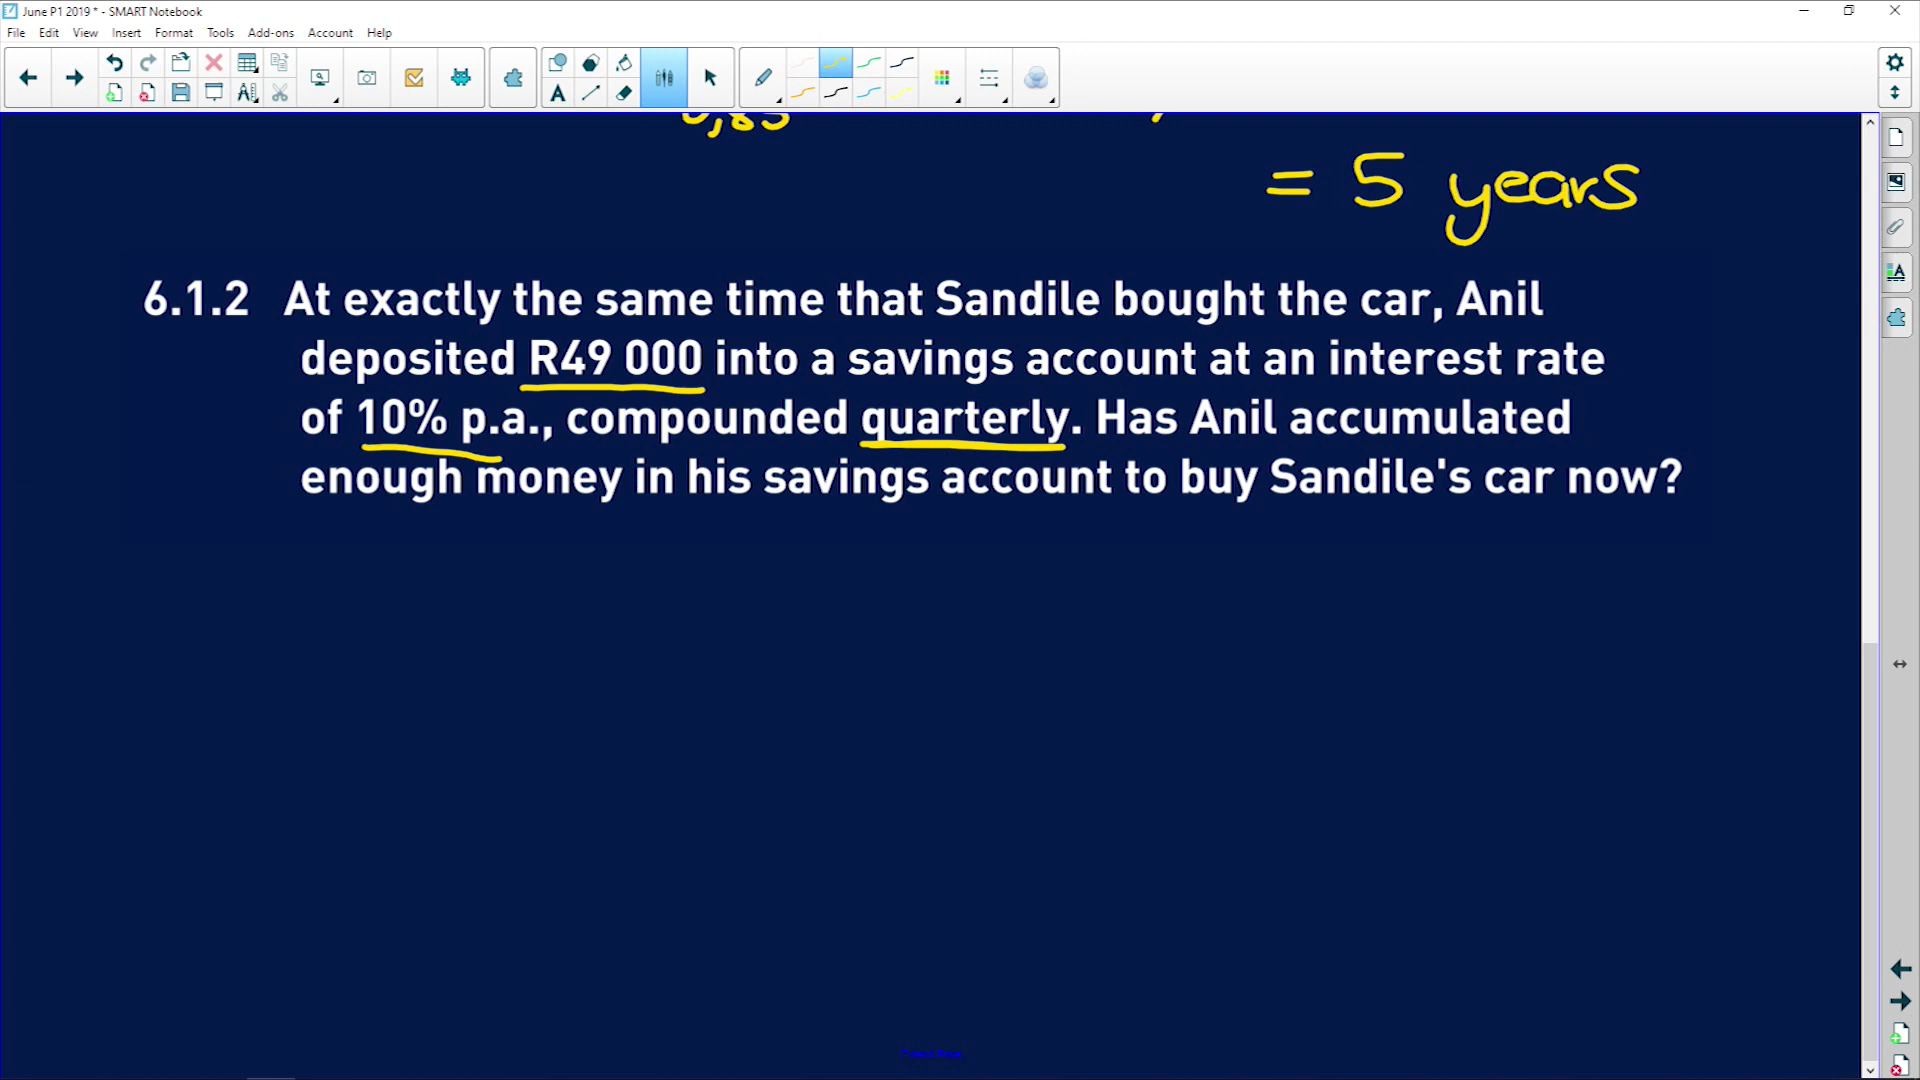 June P1 2019 * - SMART Notebook
File Edit View Insert Format Tools Add-ons Account Help
0,85
= 5 years
6.1.2 At exactly the same time that Sandile bought the car, Anil
deposited R49 000 into a savings account at an interest rate
of 10% p.a., compounded quarterly. Has Anil accumulated
enough money in his savings account to buy Sandile's car now?